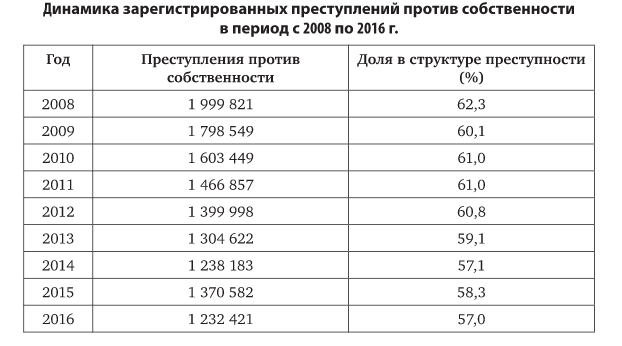 Динамика зарегистрированных преступлений против собственности
в период с 2008 по 2016 г.
Год Преступления против собственности Доля в структуре преступности (%)
2008 1 999 821 62,3
2009 1 798 549 60,1
2010 1 603 449 61,0
2011 1 466 857 61,0
2012 1 399 998 60,8
2013 1 304 622 59,1
2014 1 238 183 57,1
2015 1 370 582 58,3
2016 1 232 421 57,0